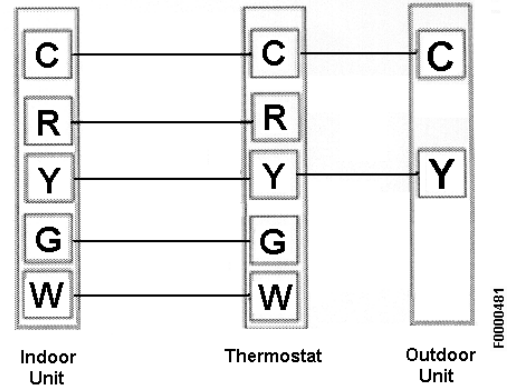 C C C
R R
Y Y Y
G G
W W
F0000481
Indoor Unit
Thermostat
Outdoor Unit